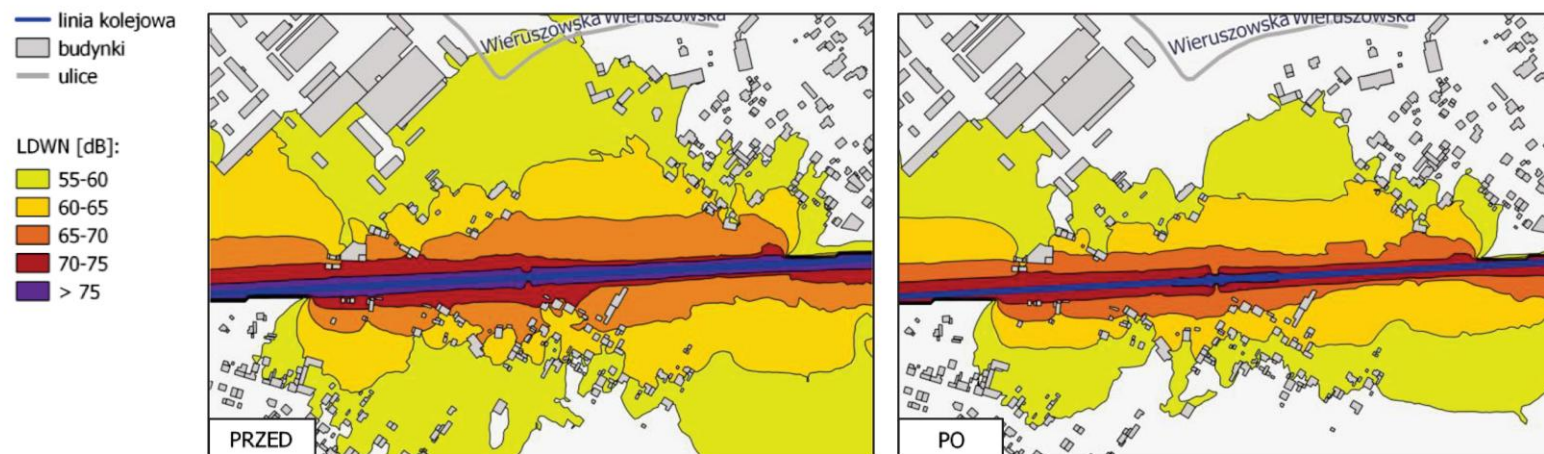 linia kolejowa
budynki
ulice
LDWN [dB]:
55-60
60-65
65-70
70-75
> 75
Wieruszowska Wieruszowska
PRZED
Wieruszowska Wieruszowska
PO